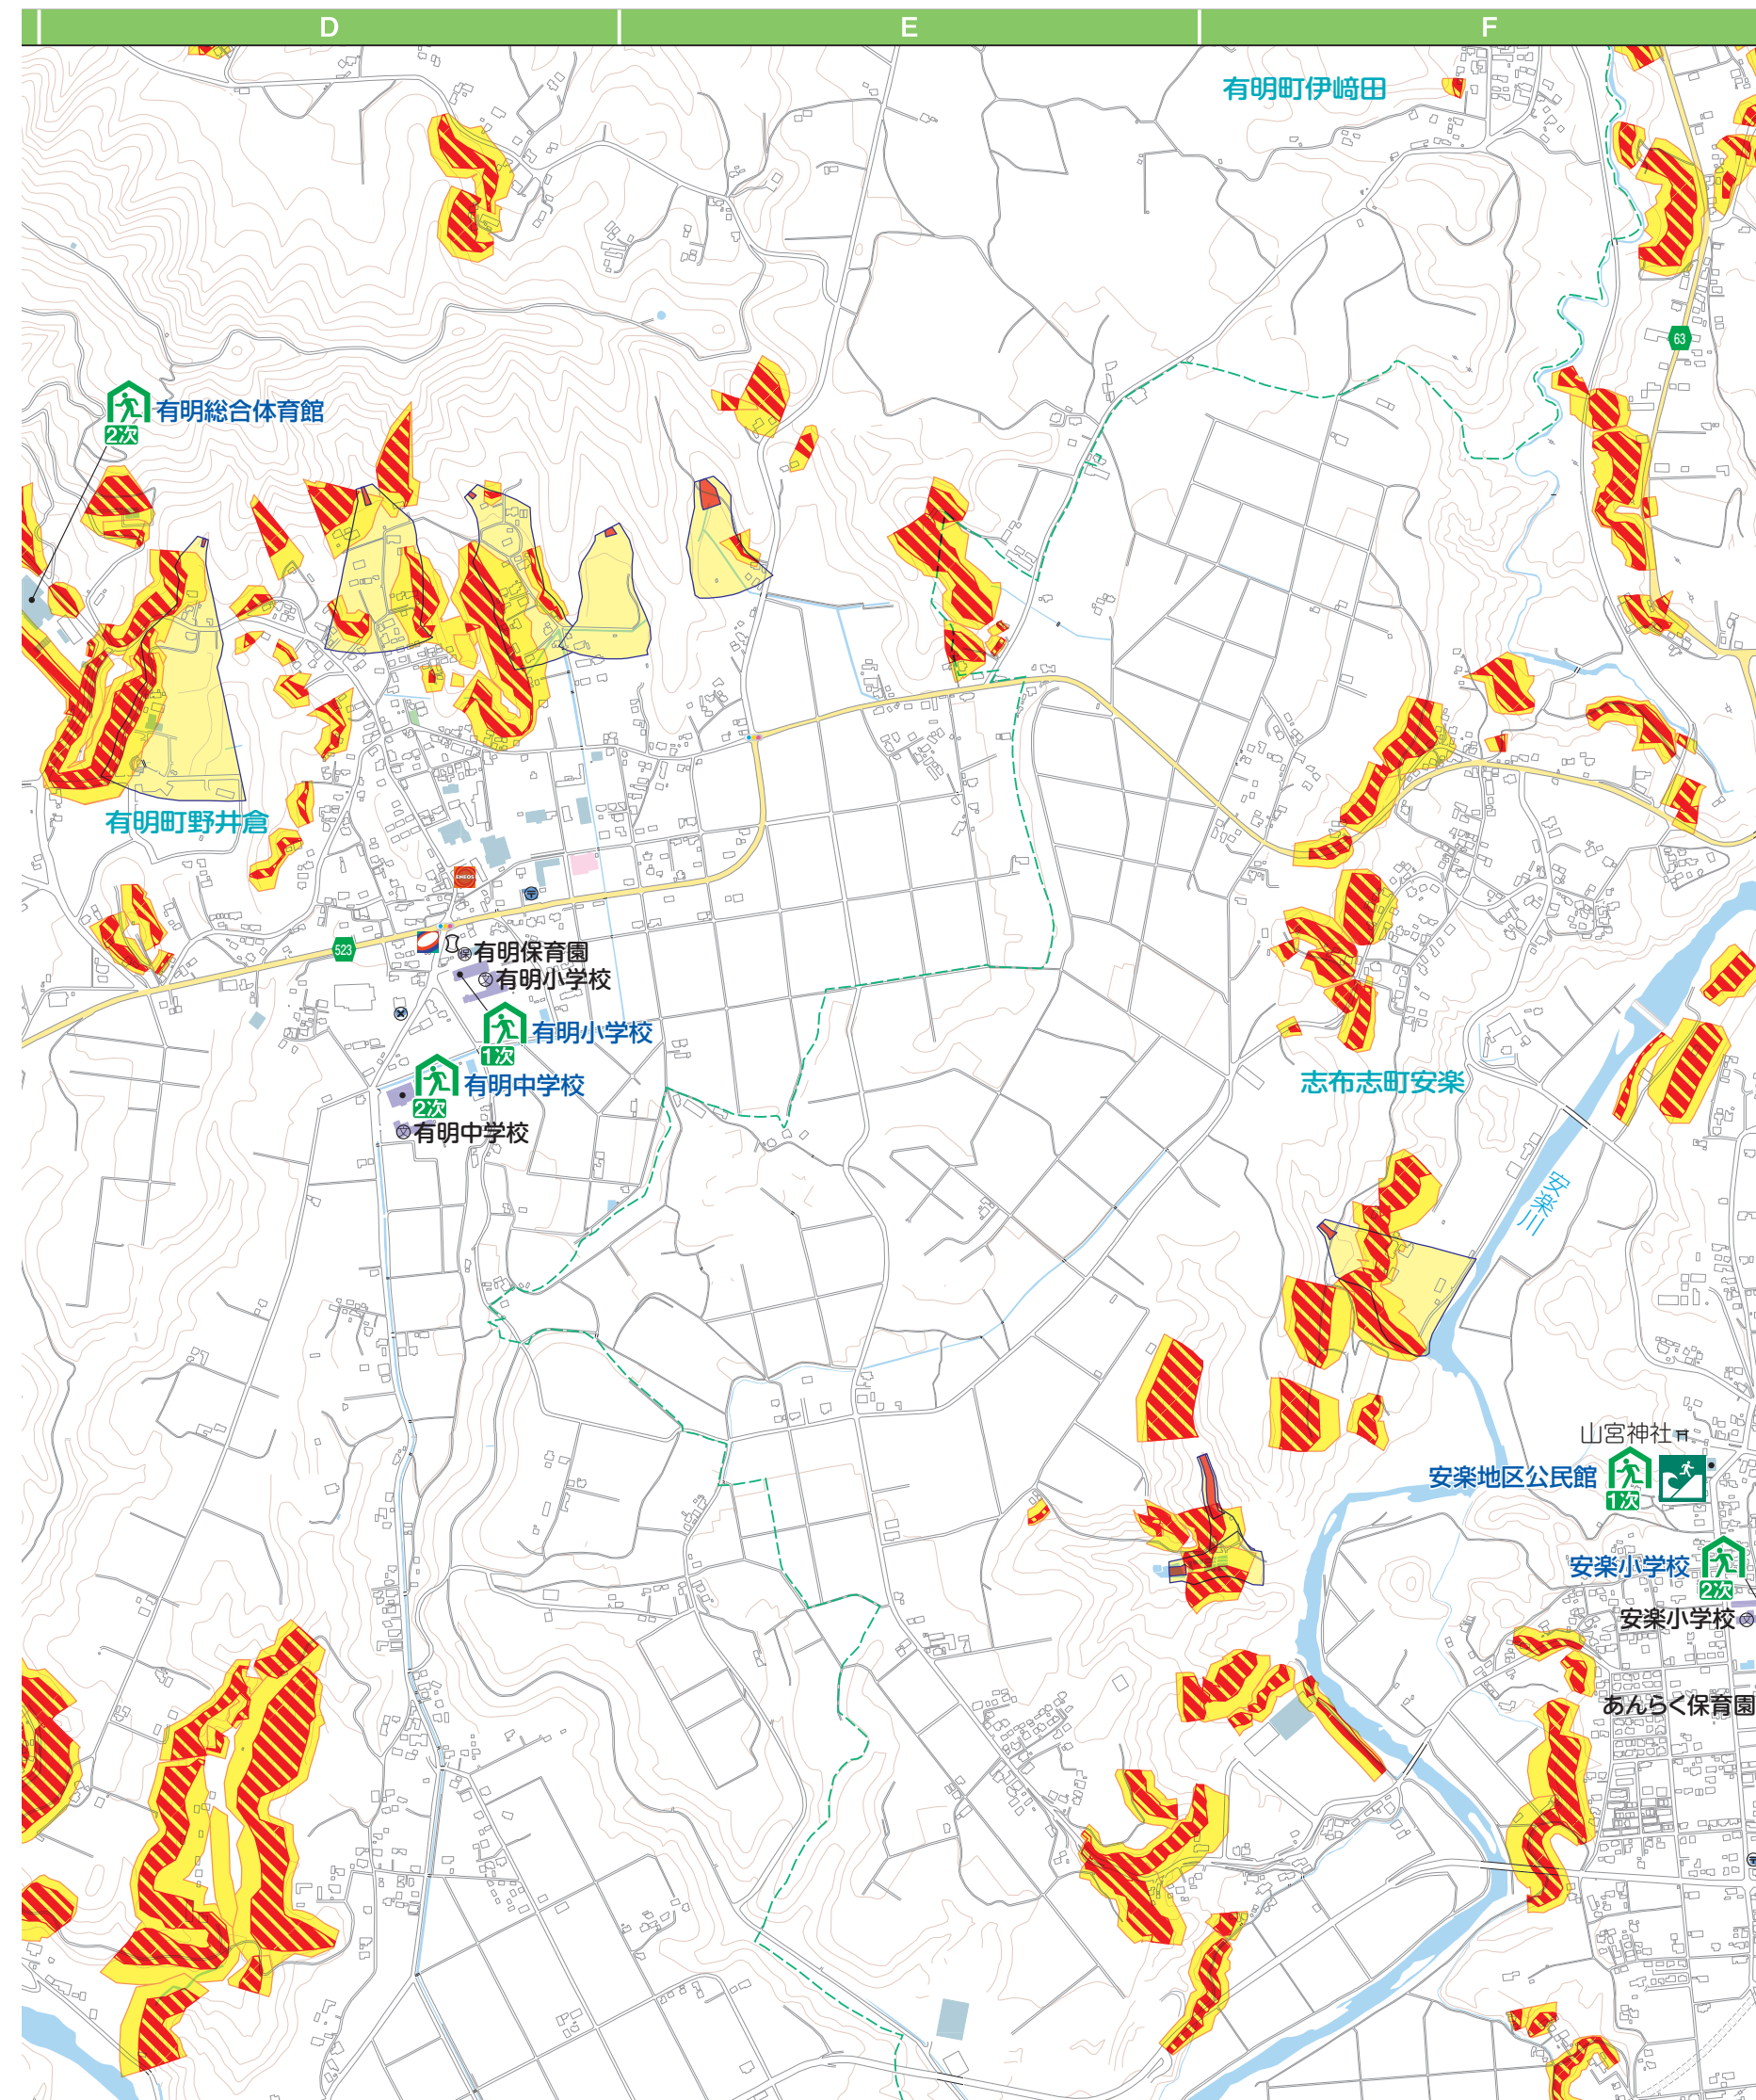 D
E
F
有明町伊﨑田
63
有明総合体育館
2次
有明町野井倉
ENEOS
523
有明保育園
有明小学校
有明小学校
1次
有明中学校
2次
有明中学校
志布志町安楽
安楽川
山宮神社
安楽地区公民館
1次
安楽小学校
2次
安楽小学校
あんらく保育園